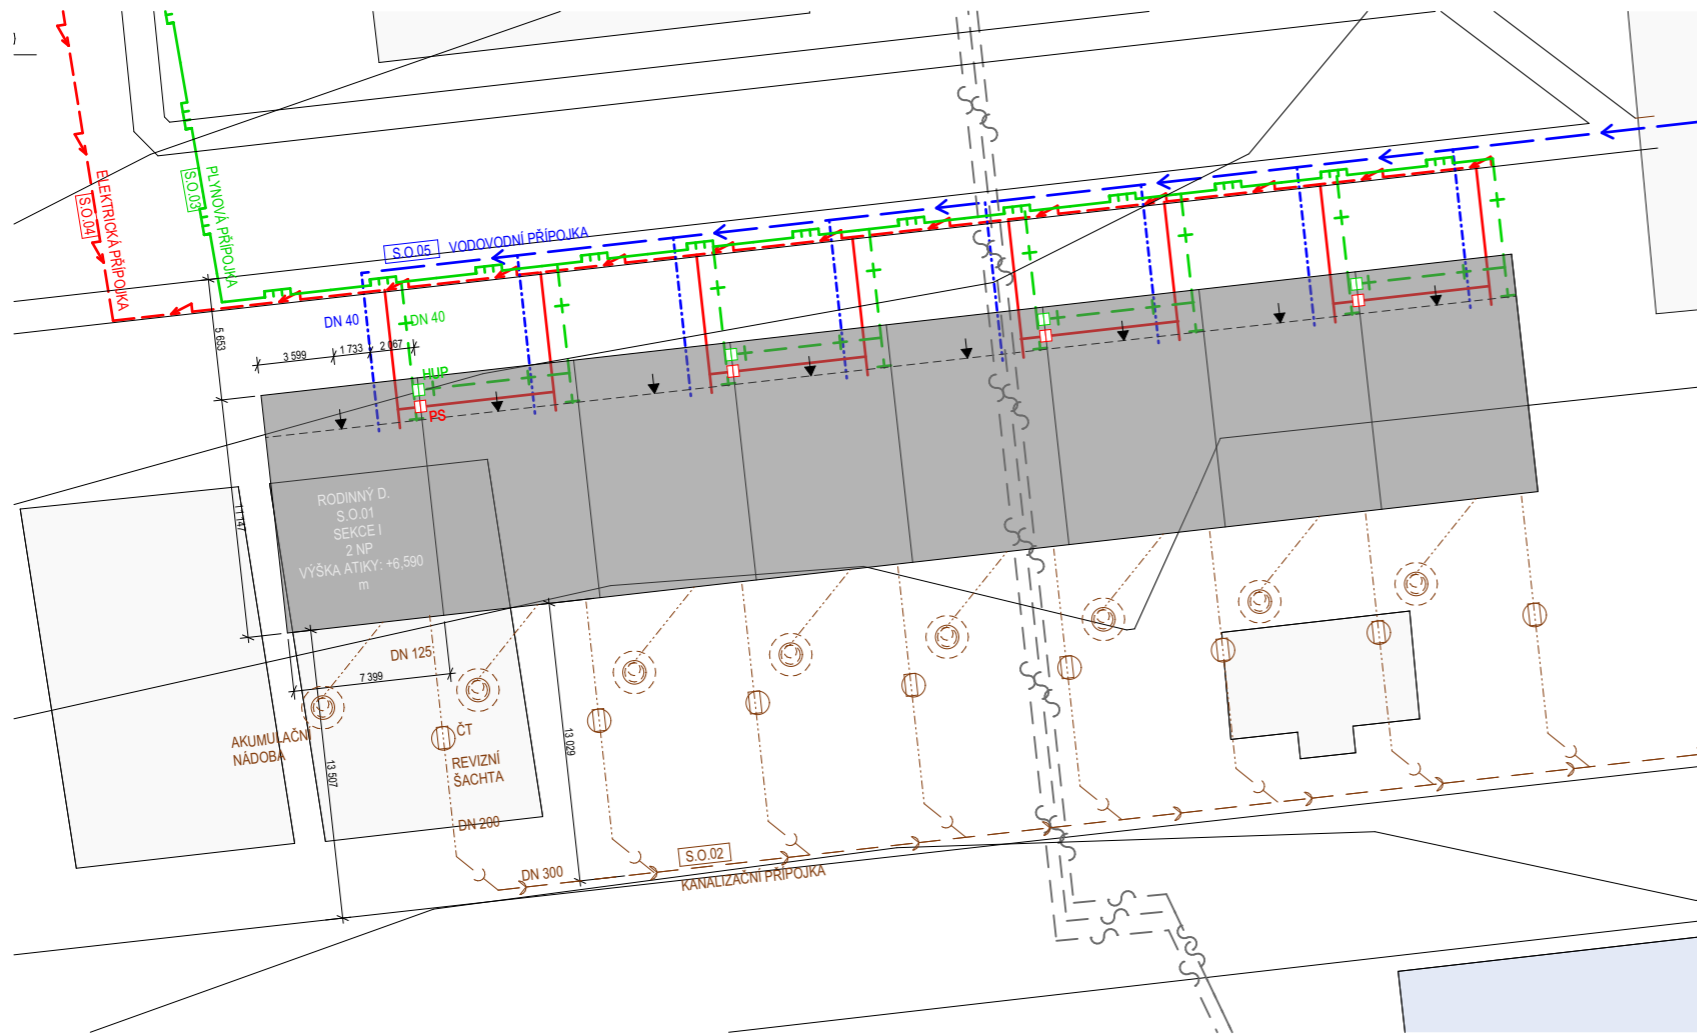 )
ELEKTRICKÁ PŘÍPOJKA
S.O.04
PLYNOVÁ PŘÍPOJKA
S.O.03
S.O.05
VODOVODNÍ PŘÍPOJKA
DN 40
DN 40
5 653
3 599
1 733
2 067
HUP
PS
RODINNÝ D.
S.O.01
SEKCE I
2 NP
VÝŠKA ATIKY: +6,590
m
11 147
DN 125
7 399
AKUMULAČNÍ
NÁDOBA
ČT
REVIZNÍ
ŠACHTA
13 029
13 507
DN 200
DN 300
S.O.02
KANALIZAČNÍ PŘÍPOJKA